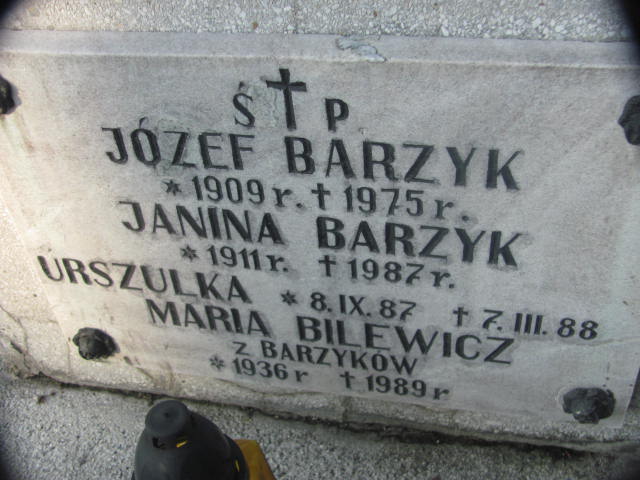 Ś † P
JÓZEF BARZYK
* 1909 r. † 1975 r.
JANINA BARZYK
* 1911 r. † 1987 r.
URSZULKA * 8. IX. 87 † 7. III. 88
MARIA BILEWICZ
Z BARZYKÓW
* 1936 r † 1989 r